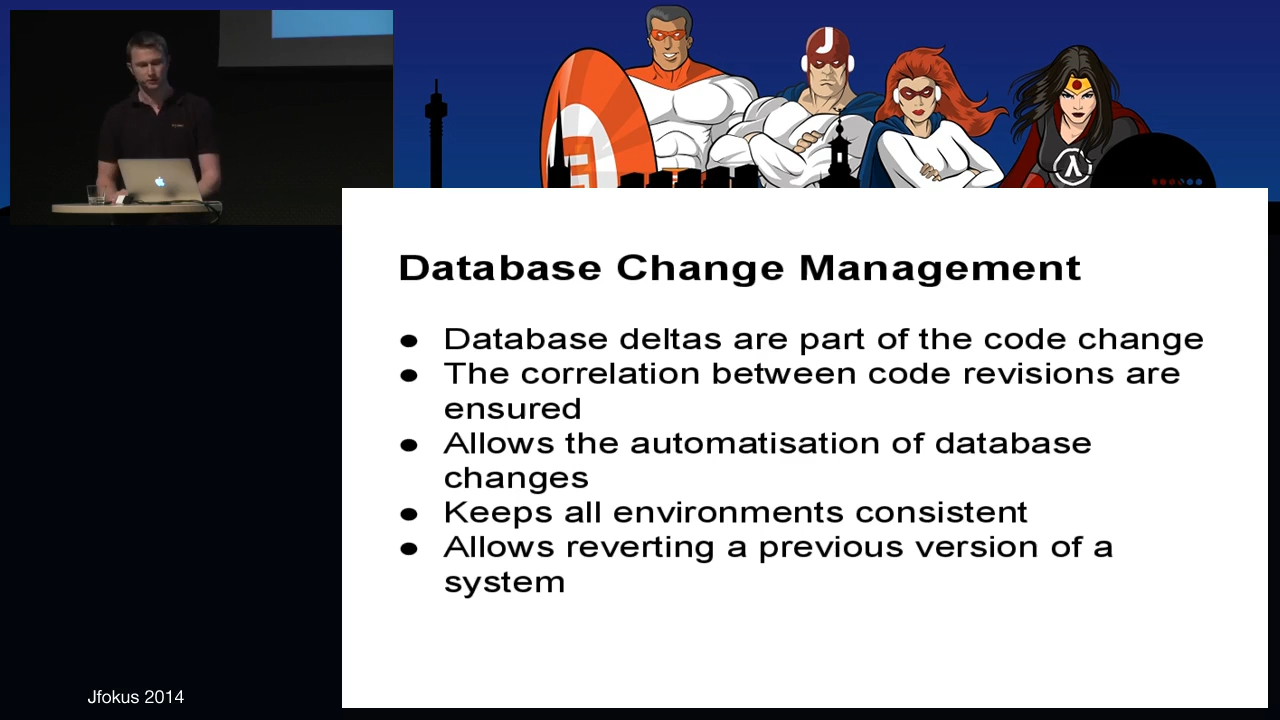 J
λ
Database Change Management
● Database deltas are part of the code change
● The correlation between code revisions are
ensured
● Allows the automatisation of database
changes
● Keeps all environments consistent
● Allows reverting a previous version of a
system
Jfokus 2014